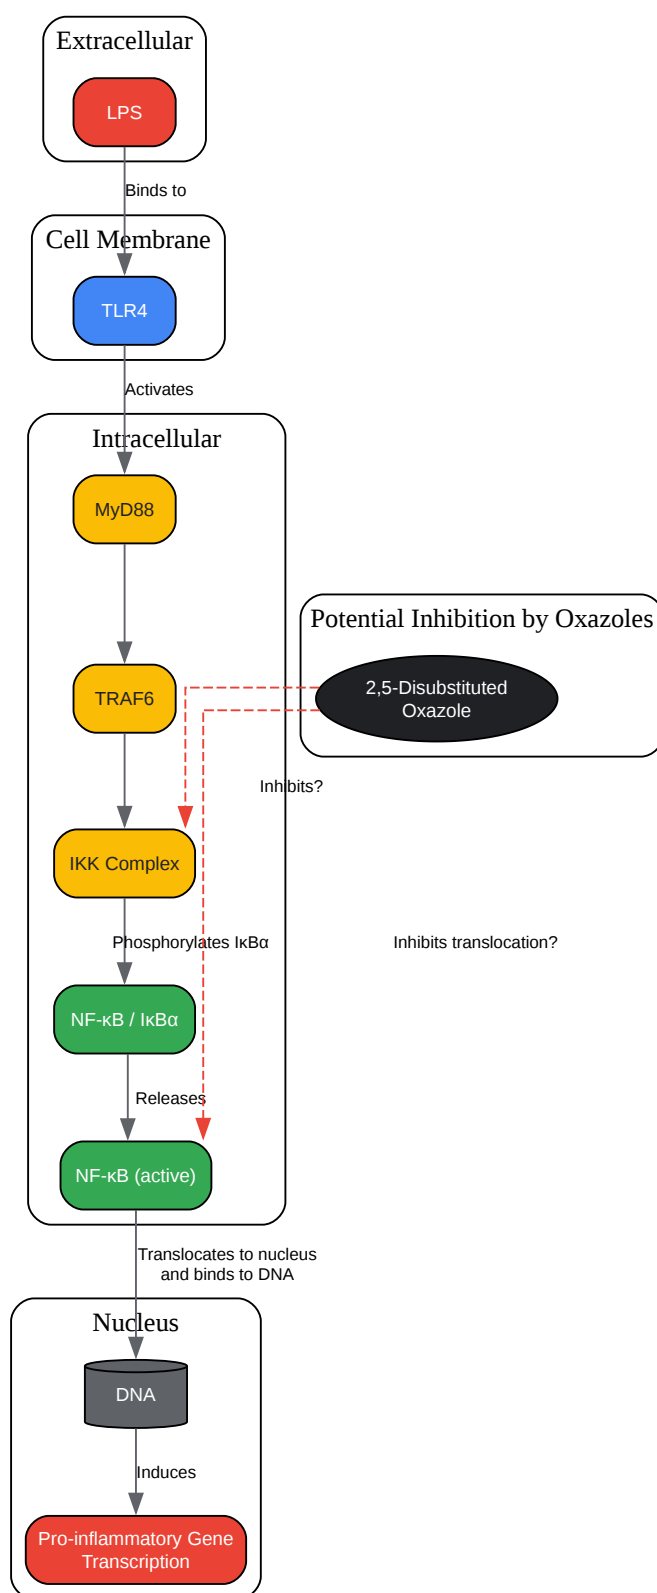 Extracellular
LPS
Binds to
Cell Membrane
TLR4
Activates
Intracellular
MyD88
Potential Inhibition by Oxazoles
TRAF6
2,5-Disubstituted
Oxazole
Inhibits?
IKK Complex
Phosphorylates IκBα
Inhibits translocation?
NF-κB / IκBα
Releases
NF-κB (active)
Translocates to nucleus
and binds to DNA
Nucleus
DNA
Induces
Pro-inflammatory Gene
Transcription